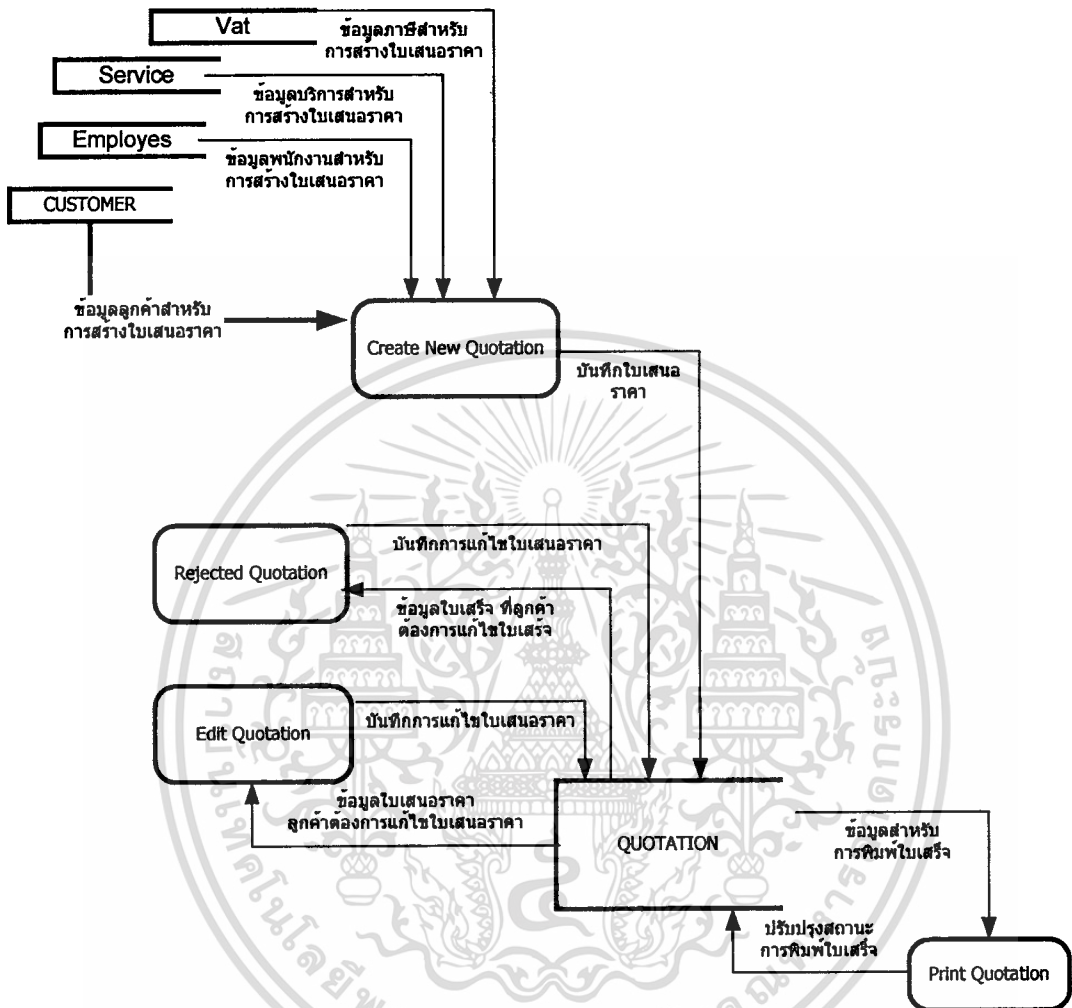 Vat
ข้อมูลภาษีสำหรับ
การสร้างใบเสนอราคา
Service
ข้อมูลบริการสำหรับ
การสร้างใบเสนอราคา
Employes
ข้อมูลพนักงานสำหรับ
การสร้างใบเสนอราคา
CUSTOMER
ข้อมูลลูกค้าสำหรับ
การสร้างใบเสนอราคา
Create New Quotation
บันทึกใบเสนอ
ราคา
Rejected Quotation
บันทึกการแก้ไขใบเสนอราคา
ข้อมูลใบเสร็จ ที่ลูกค้า
ต้องการแก้ไขใบเสร็จ
Edit Quotation
บันทึกการแก้ไขใบเสนอราคา
ข้อมูลใบเสนอราคา
ลูกค้าต้องการแก้ไขใบเสนอราคา
QUOTATION
ข้อมูลสำหรับ
การพิมพ์ใบเสร็จ
ปรับปรุงสถานะ
การพิมพ์ใบเสร็จ
Print Quotation